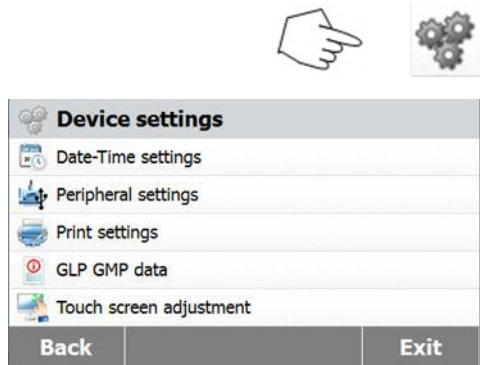 Device settings
Date-Time settings
Peripheral settings
Print settings
GLP GMP data
Touch screen adjustment
Back Exit